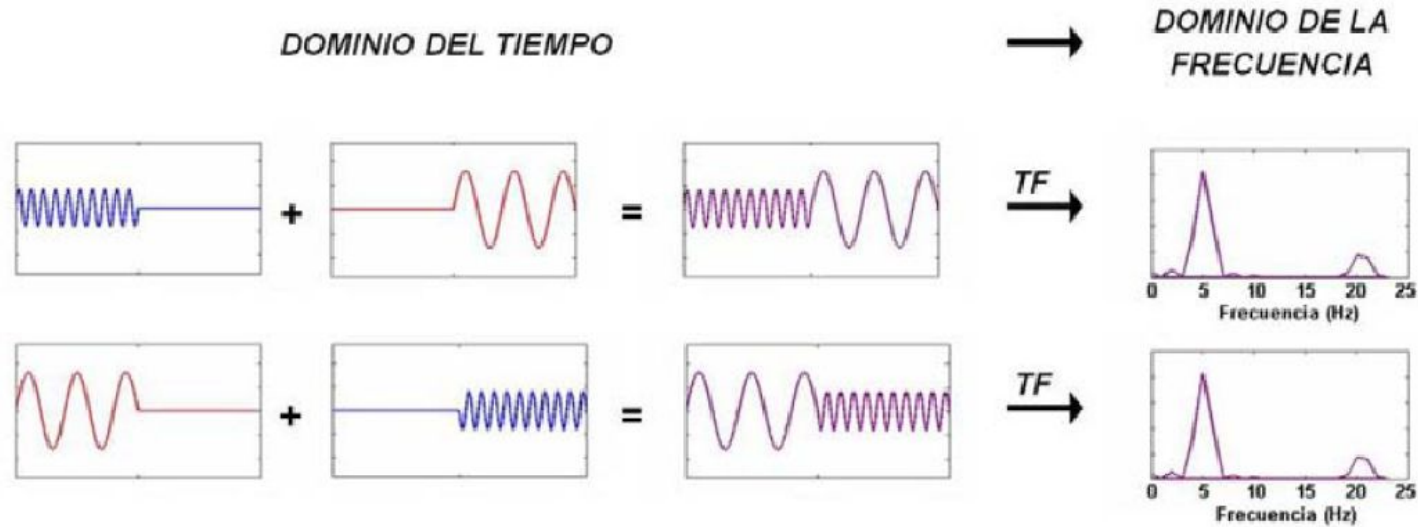 DOMINIO DEL TIEMPO
DOMINIO DE LA
FRECUENCIA
+
=
TF
0 5 10 15 20 25
Frecuencia (Hz)
+
=
TF
0 5 10 15 20 25
Frecuencia (Hz)